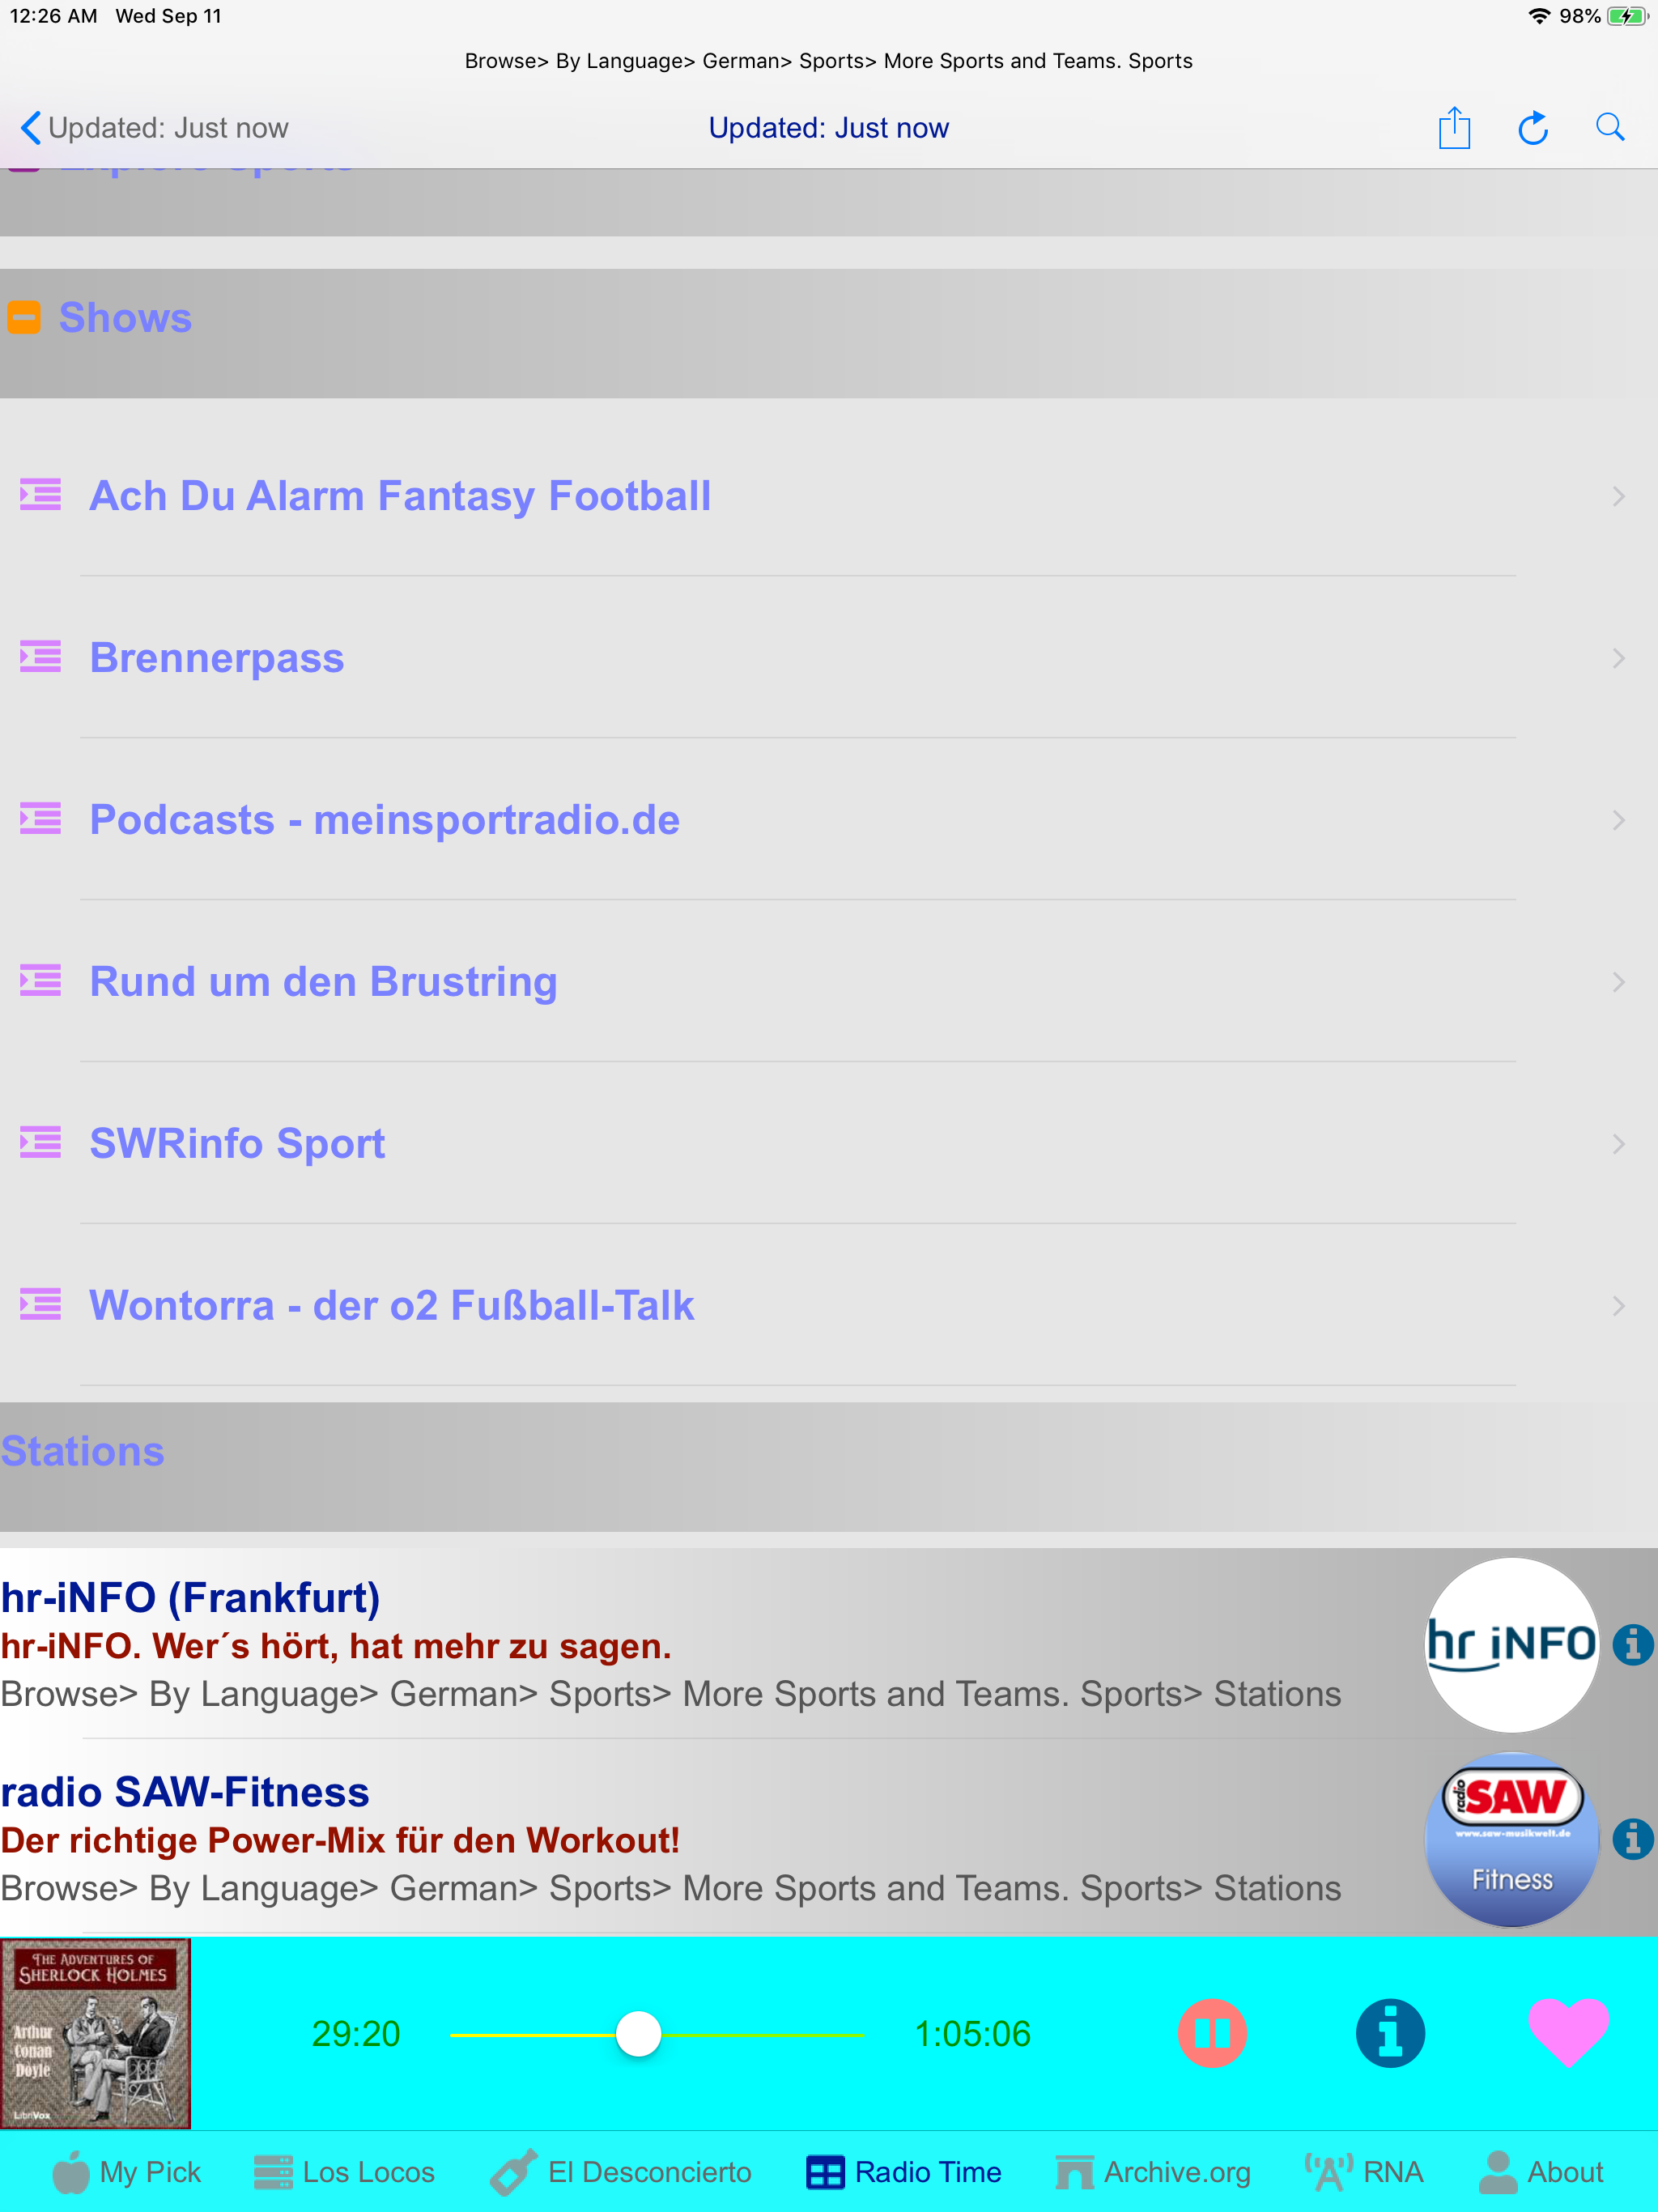 12:26 AM Wed Sep 11
98%
Browse> By Language> German> Sports> More Sports and Teams. Sports
Updated: Just now
Updated: Just now
Explore Sports
Shows
Ach Du Alarm Fantasy Football
Brennerpass
Podcasts - meinsportradio.de
Rund um den Brustring
SWRinfo Sport
Wontorra - der o2 Fußball-Talk
Stations
hr-iNFO (Frankfurt)
hr-iNFO. Wer´s hört, hat mehr zu sagen.
Browse> By Language> German> Sports> More Sports and Teams. Sports> Stations
hr iNFO
radio SAW-Fitness
Der richtige Power-Mix für den Workout!
Browse> By Language> German> Sports> More Sports and Teams. Sports> Stations
radio SAW
www.saw-musikwelt.de
Fitness
THE ADVENTURES OF
SHERLOCK HOLMES
Arthur
Conan
Doyle
LibriVox
29:20
1:05:06
My Pick
Los Locos
El Desconcierto
Radio Time
Archive.org
RNA
About